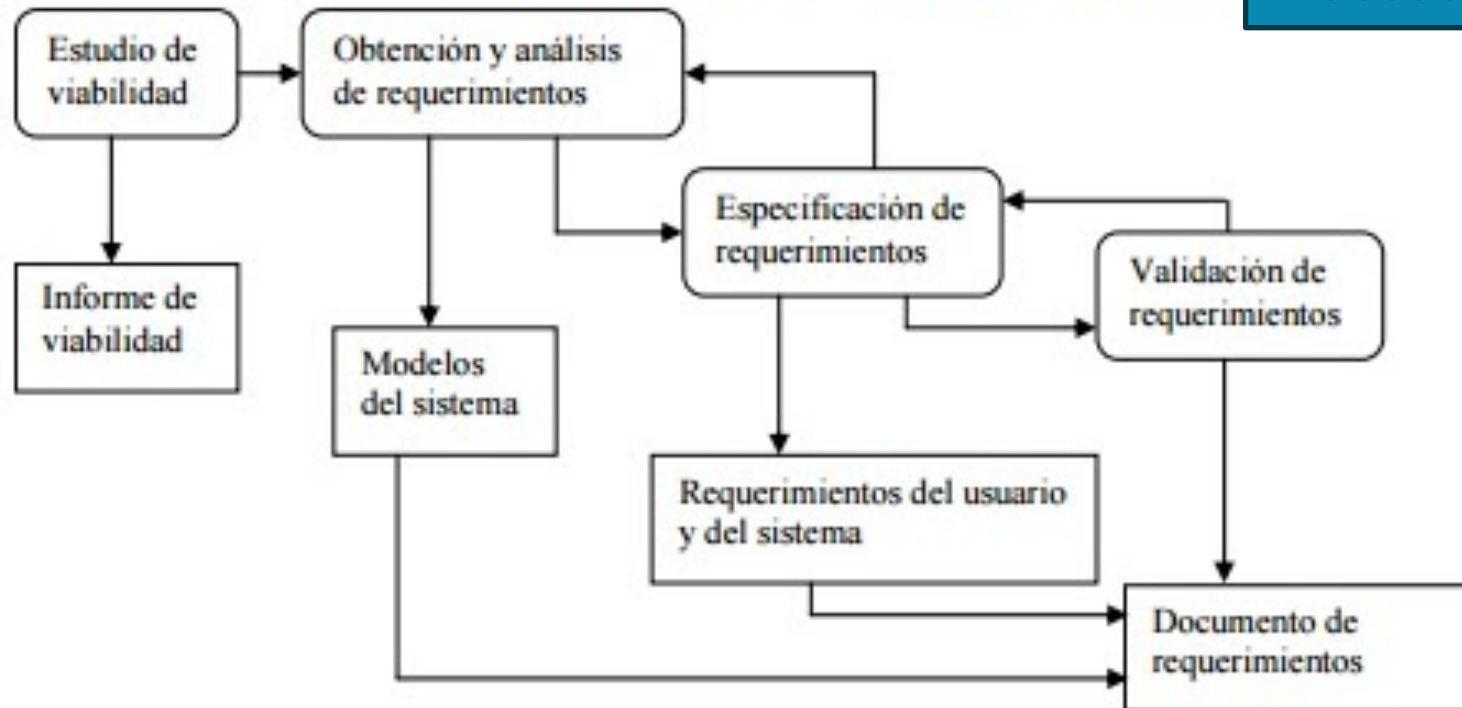 Estudio de
viabilidad
Obtención y análisis
de requerimientos
Especificación de
requerimientos
Validación de
requerimientos
Informe de
viabilidad
Modelos
del sistema
Requerimientos del usuario
y del sistema
Documento de
requerimientos